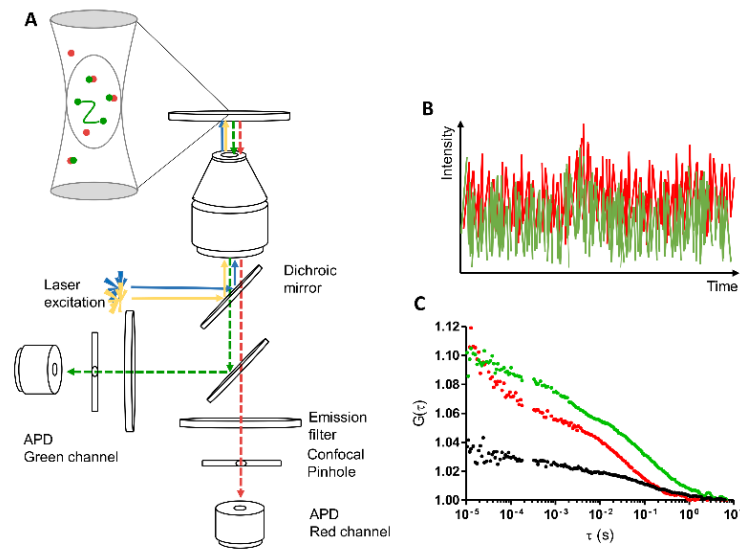 A
Laser
excitation
Dichroic
mirror
APD
Green channel
Emission
filter
Confocal
Pinhole
APD
Red channel
B
Intensity
Time
C
G(τ)
1.12
1.10
1.08
1.06
1.04
1.02
1.00
10⁻⁵ 10⁻⁴ 10⁻³ 10⁻² 10⁻¹ 10⁰ 10¹
τ (s)